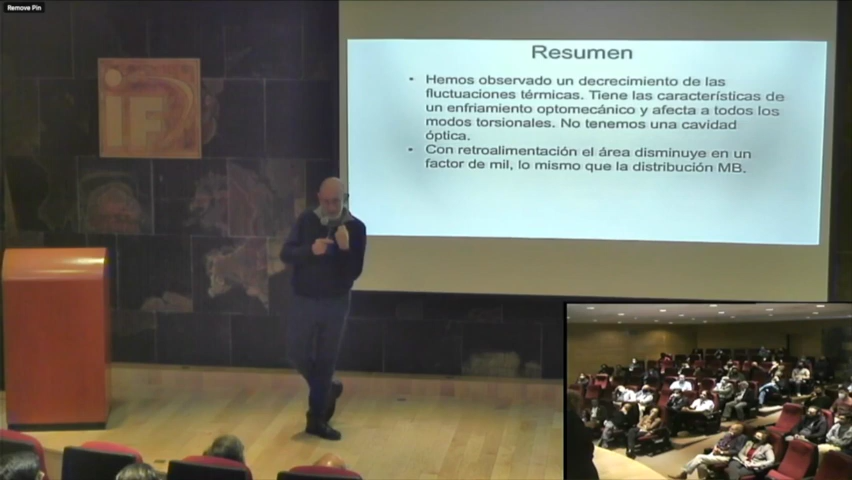 Remove Pin
IF
Resumen
• Hemos observado un decrecimiento de las
fluctuaciones térmicas. Tiene las características de
un enfriamiento optomecánico y afecta a todos los
modos torsionales. No tenemos una cavidad
óptica.
• Con retroalimentación el área disminuye en un
factor de mil, lo mismo que la distribución MB.